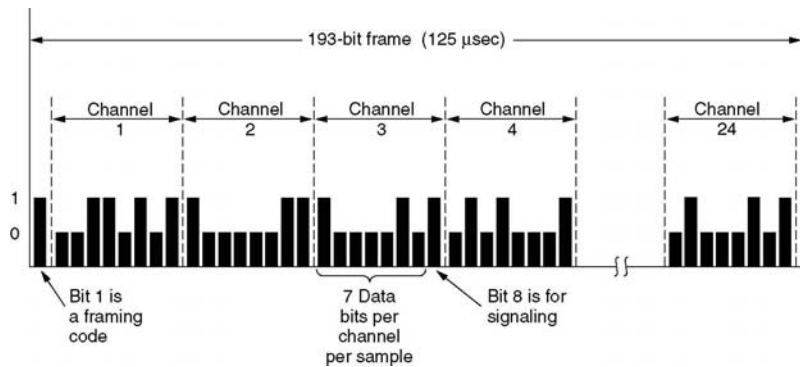 193-bit frame (125 μsec)
Channel
1
Channel
2
Channel
3
Channel
4
Channel
24
1
0
Bit 1 is
a framing
code
7 Data
bits per
channel
per sample
Bit 8 is for
signaling